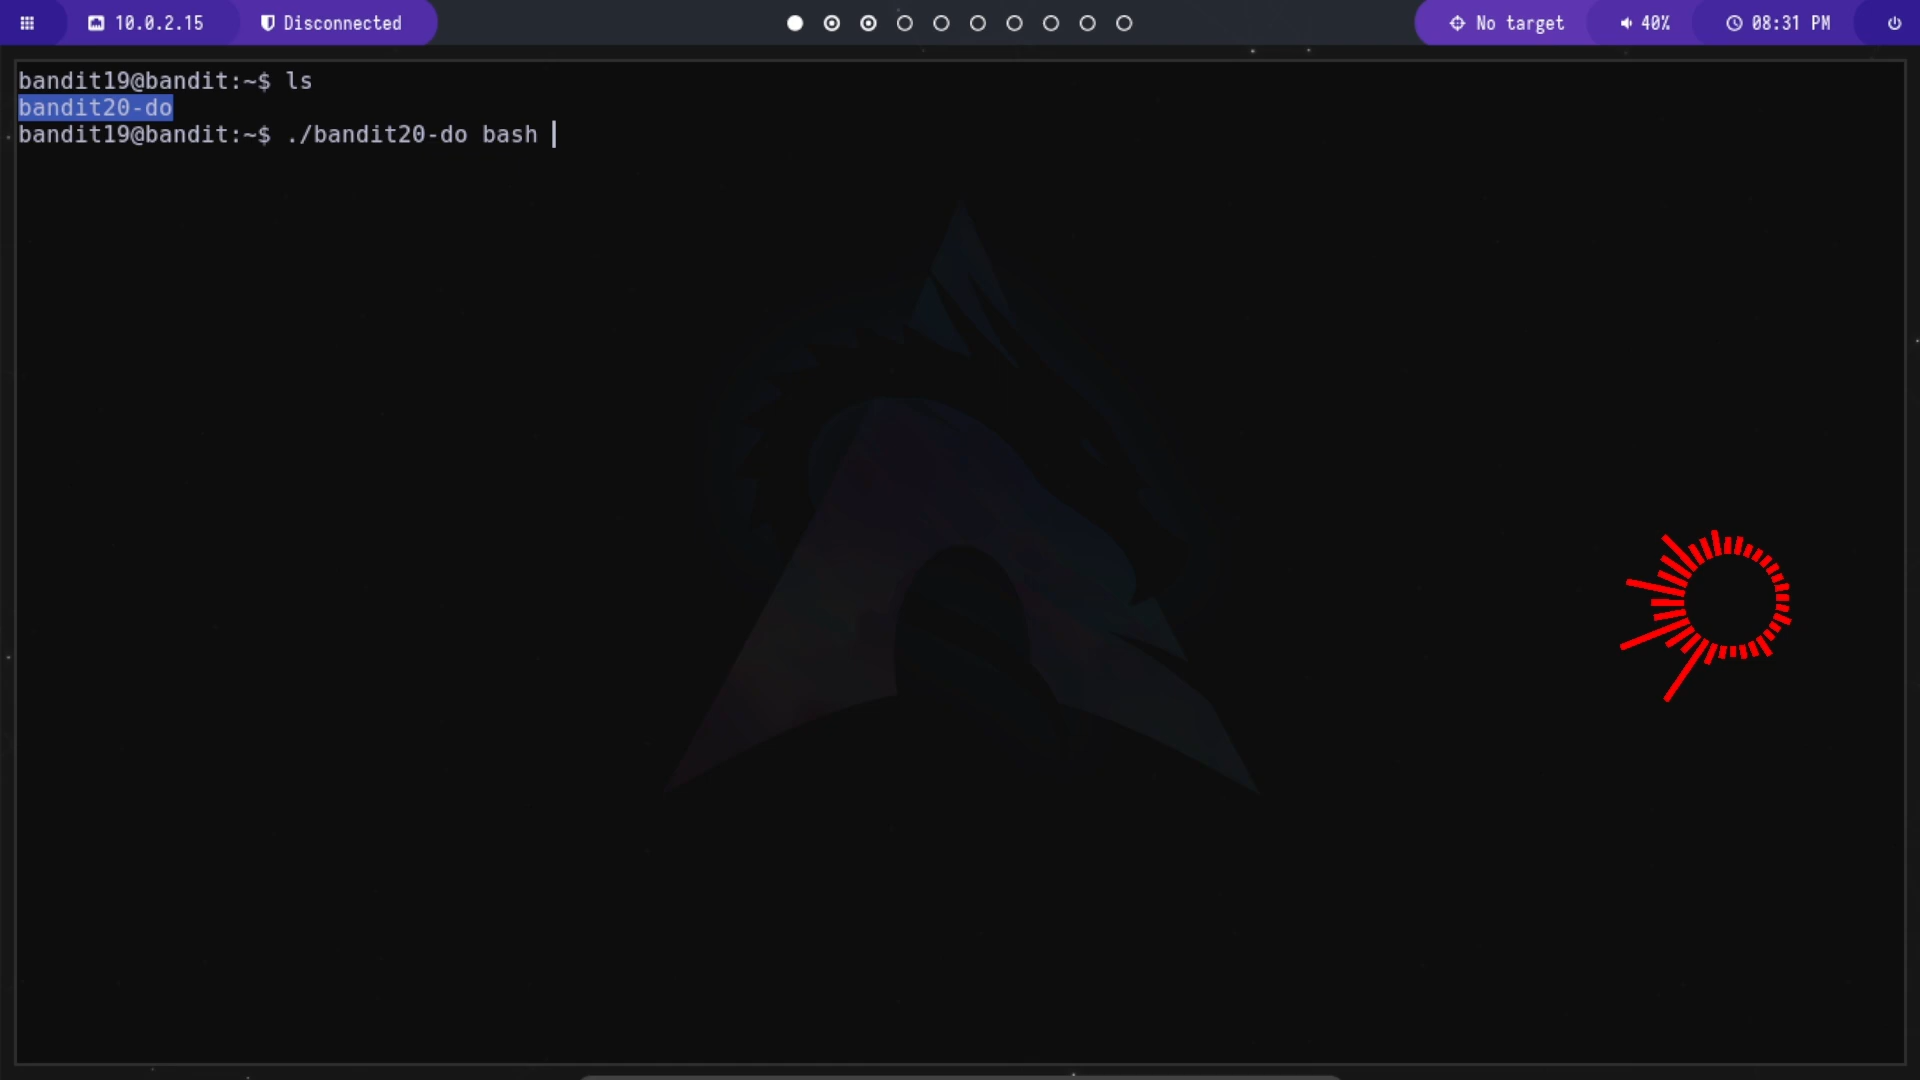 10.0.2.15 Disconnected No target 40% 08:31 PM
bandit19@bandit:~$ ls
bandit20-do
bandit19@bandit:~$ ./bandit20-do bash